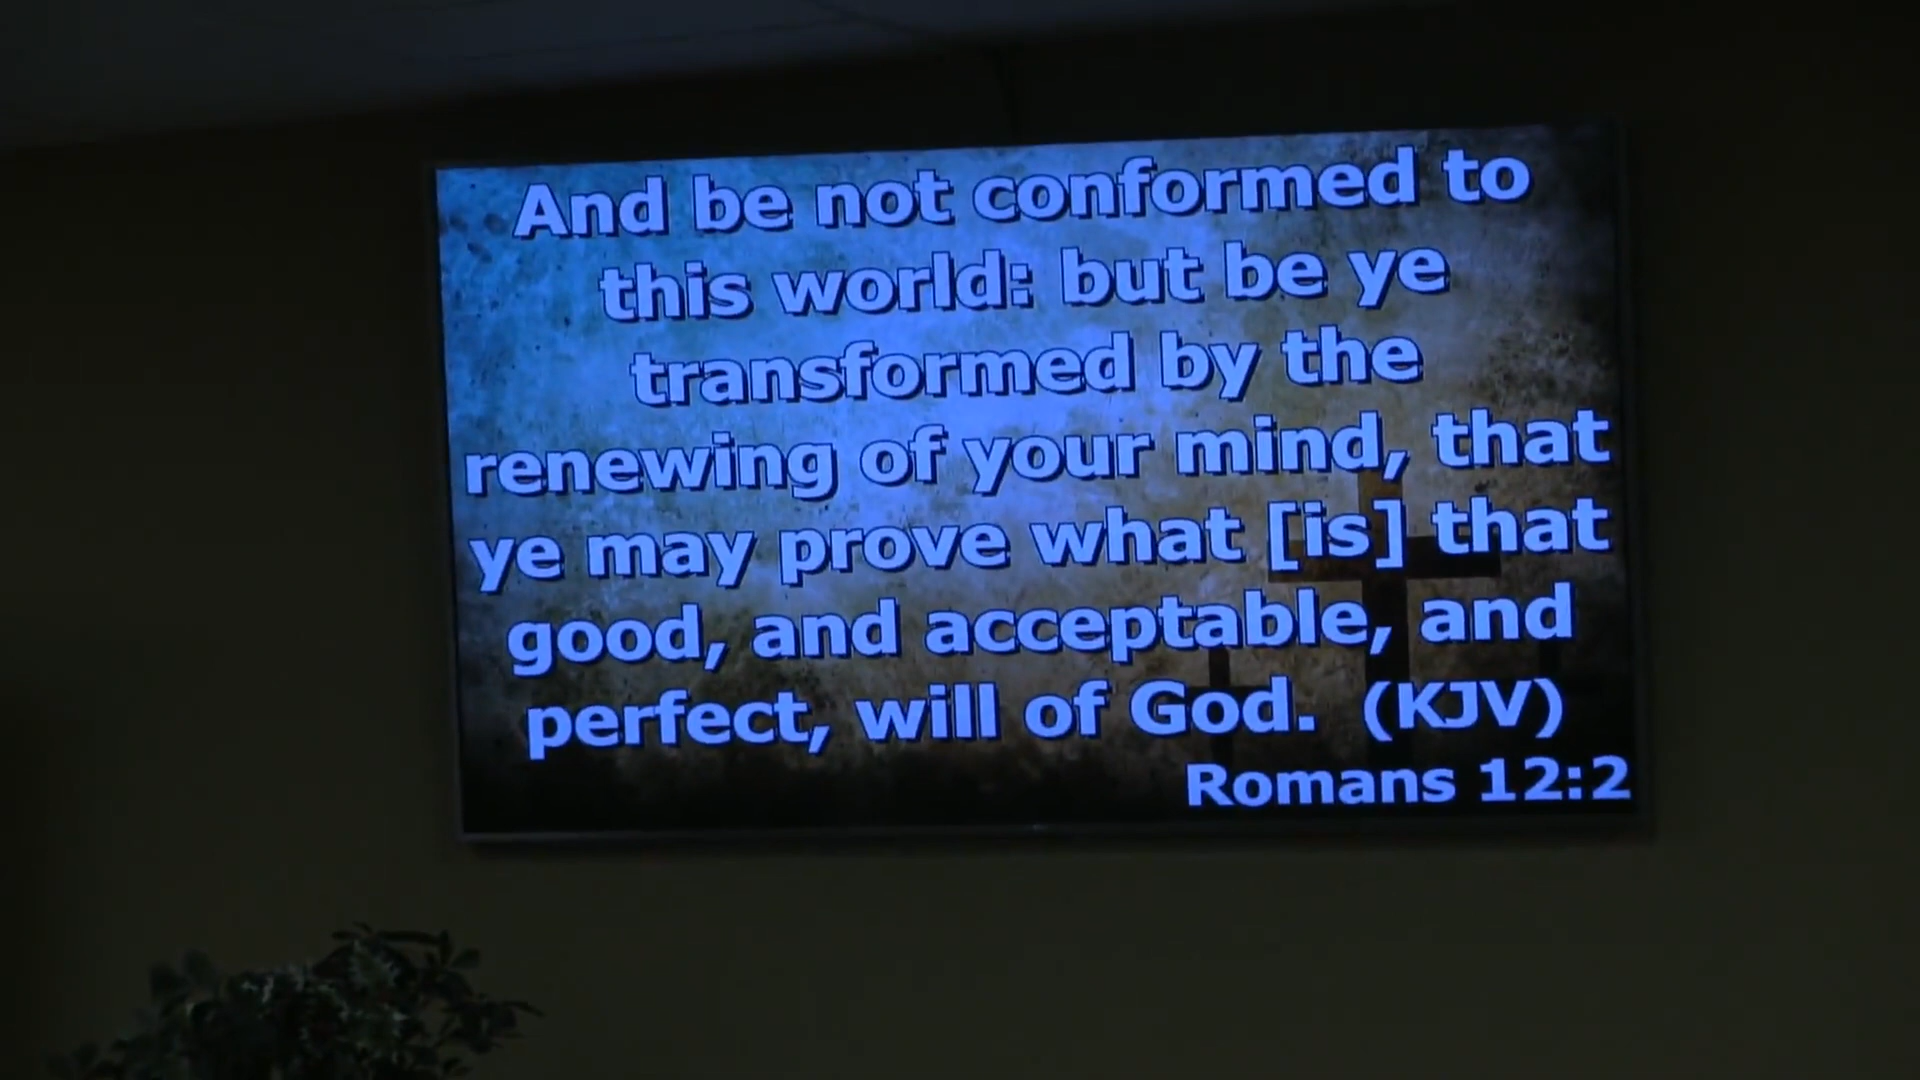 And be not conformed to
this world: but be ye
transformed by the
renewing of your mind, that
ye may prove what [is] that
good, and acceptable, and
perfect, will of God.  (KJV)
Romans 12:2